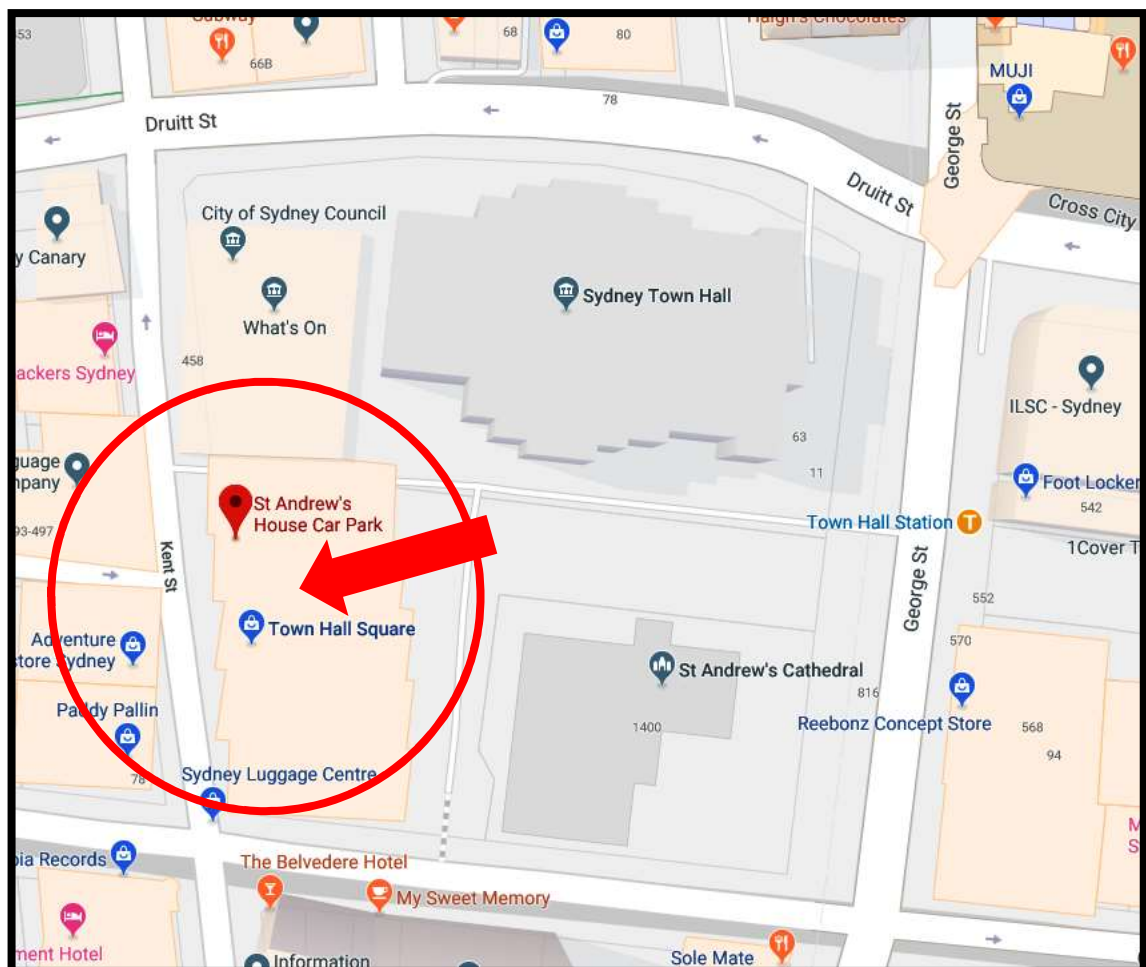 Subway
Haigh's Chocolates
353
66B
68
80
MUJI
78
Druitt St
George St
Druitt St
Cross City
City of Sydney Council
y Canary
Sydney Town Hall
What's On
ackers Sydney
458
ILSC - Sydney
63
11
guage
mpany
St Andrew's
House Car Park
Foot Locker
542
93-497
Town Hall Station
T
1Cover T
Kent St
George St
552
Town Hall Square
570
Adventure
store Sydney
St Andrew's Cathedral
816
Paddy Pallin
1400
Reebonz Concept Store
568
94
78
Sydney Luggage Centre
M
S
bia Records
The Belvedere Hotel
My Sweet Memory
ment Hotel
Information
Sole Mate